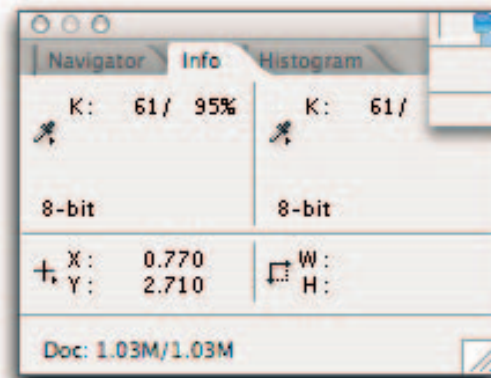 Navigator Info Histogram
K: 61/ 95% K: 61/
8-bit 8-bit
X: 0.770 W:
Y: 2.710 H:
Doc: 1.03M/1.03M